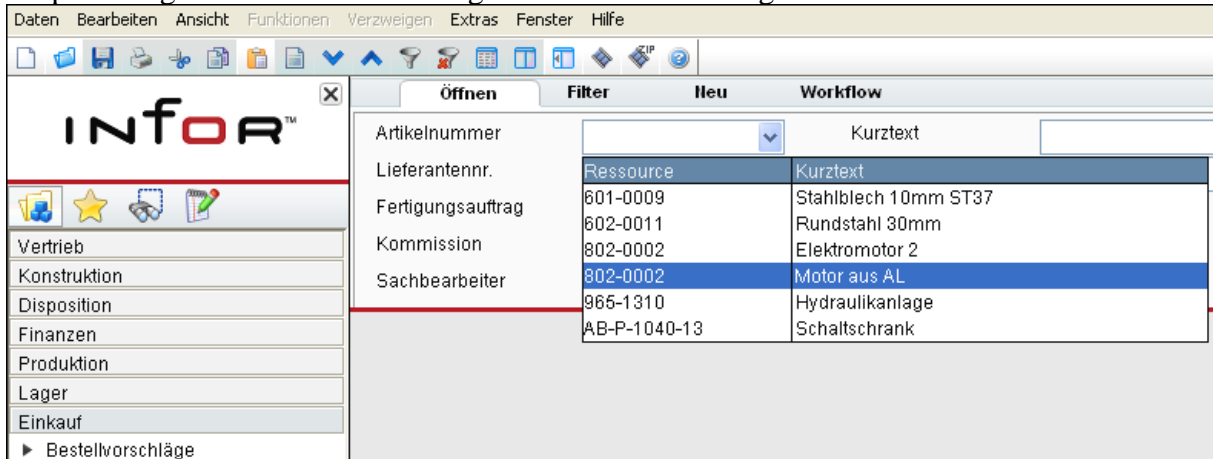 Daten Bearbeiten Ansicht Funktionen Verzweigen Extras Fenster Hilfe
ZIP
infor™
Öffnen Filter Neu Workflow
Artikelnummer Kurztext
Lieferantennr.
Fertigungsauftrag
Kommission
Sachbearbeiter
Ressource Kurztext
601-0009 Stahlblech 10mm ST37
602-0011 Rundstahl 30mm
802-0002 Elektromotor 2
802-0002 Motor aus AL
965-1310 Hydraulikanlage
AB-P-1040-13 Schaltschrank
Vertrieb
Konstruktion
Disposition
Finanzen
Produktion
Lager
Einkauf
Bestellvorschläge